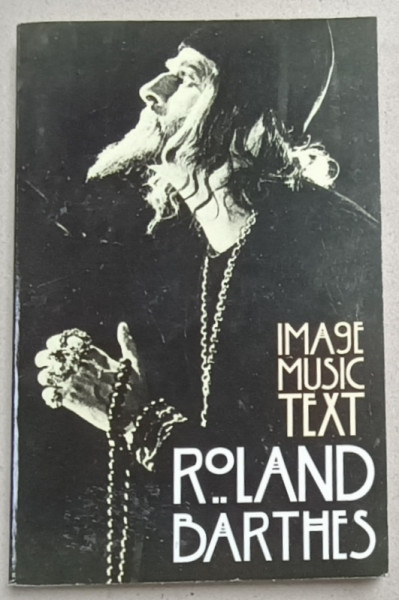 IMAGE
MUSIC
TEXT
ROLAND
BARTHES